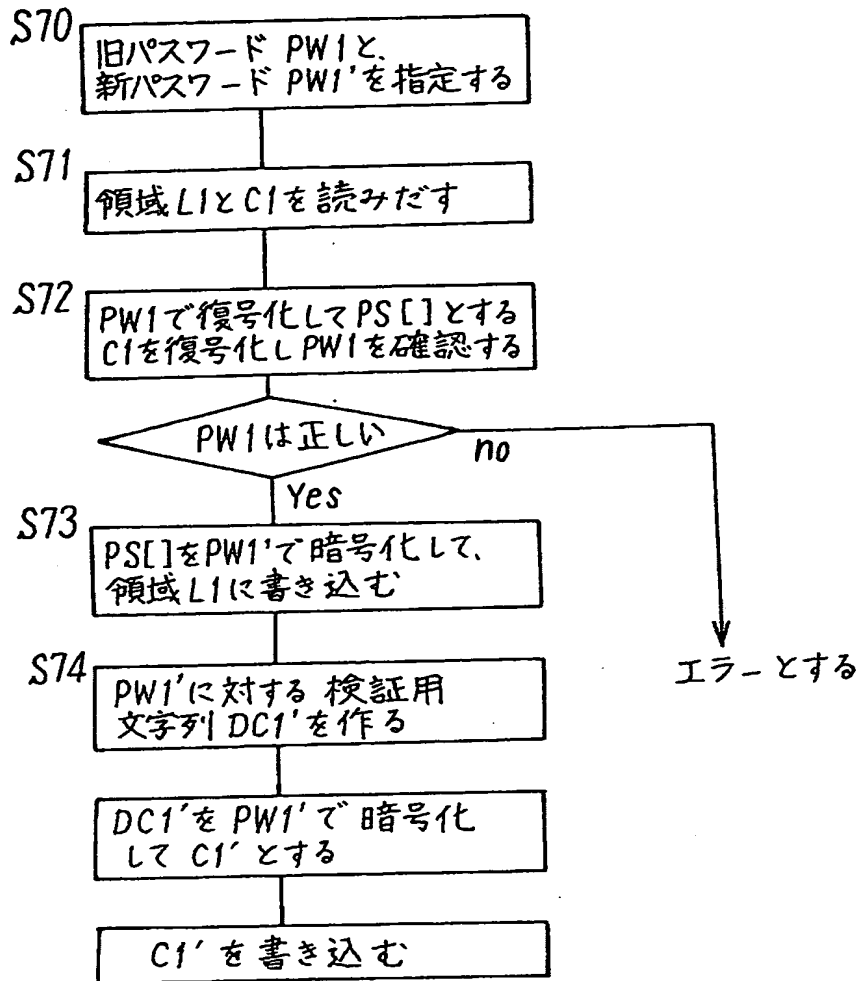 S70
旧パスワード PW1と、
新パスワード PW1'を指定する
S71
領域L1とC1を読みだす
S72
PW1で復号化してPS[]とする
C1を復号化しPW1を確認する
PW1は正しい
no
Yes
S73
PS[]をPW1'で暗号化して、
領域L1に書き込む
エラーとする
S74
PW1'に対する 検証用
文字列 DC1'を作る
DC1'を PW1'で 暗号化
して C1'とする
C1'を書き込む